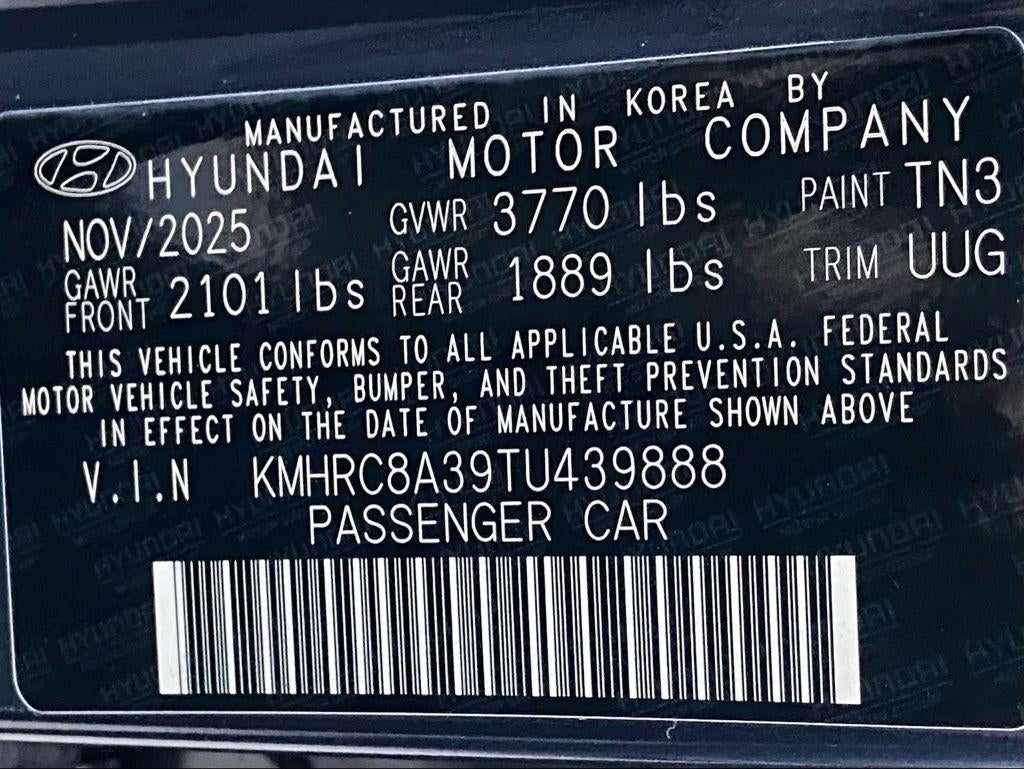 MANUFACTURED IN KOREA BY
HYUNDAI MOTOR COMPANY
NOV/2025 GVWR 3770 lbs PAINT TN3
GAWR FRONT 2101 lbs GAWR REAR 1889 lbs TRIM UUG
THIS VEHICLE CONFORMS TO ALL APPLICABLE U.S.A. FEDERAL
MOTOR VEHICLE SAFETY, BUMPER, AND THEFT PREVENTION STANDARDS
IN EFFECT ON THE DATE OF MANUFACTURE SHOWN ABOVE
V.I.N KMHRC8A39TU439888
PASSENGER CAR